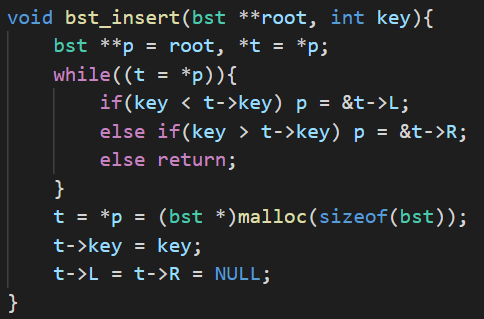 void bst_insert(bst **root, int key){
    bst **p = root, *t = *p;
    while((t = *p)){
        if(key < t->key) p = &t->L;
        else if(key > t->key) p = &t->R;
        else return;
    }
    t = *p = (bst *)malloc(sizeof(bst));
    t->key = key;
    t->L = t->R = NULL;
}